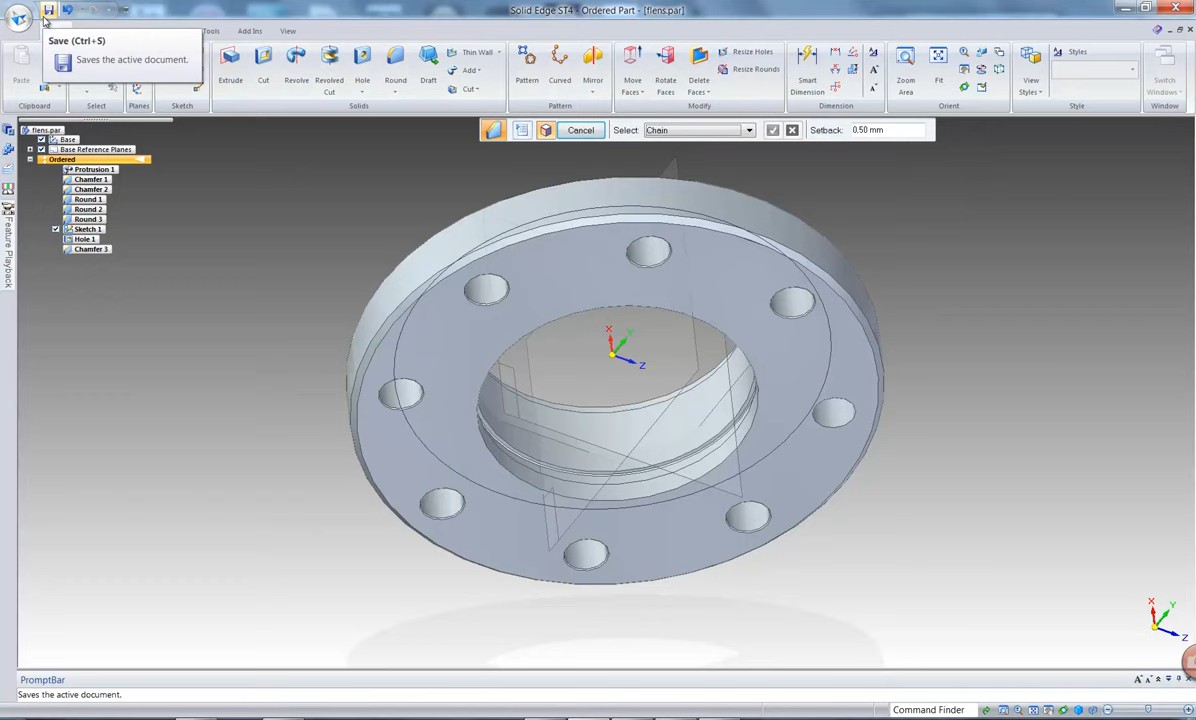 Solid Edge ST4 - Ordered Part - [flens.par]
Save (Ctrl+S)
Saves the active document.
Tools
Add Ins
View
Paste
Clipboard
Select
Planes
Sketch
Extrude
Cut
Revolve
Revolved
Cut
Hole
Round
Draft
Thin Wall
Add
Cut
Solids
Pattern
Curved
Mirror
Pattern
Move
Faces
Rotate
Faces
Delete
Faces
Resize Holes
Resize Rounds
Modify
Smart
Dimension
Dimension
Zoom
Area
Fit
Orient
View
Styles
Styles
Style
Switch
Windows
Window
Cancel
Select:
Chain
Setback:
0,50 mm
flens.par
Base
Base Reference Planes
Ordered
Protrusion 1
Chamfer 1
Chamfer 2
Round 1
Round 2
Round 3
Sketch 1
Hole 1
Chamfer 3
Feature Playback
X
Y
Z
X
Y
Z
PromptBar
Saves the active document.
Command Finder